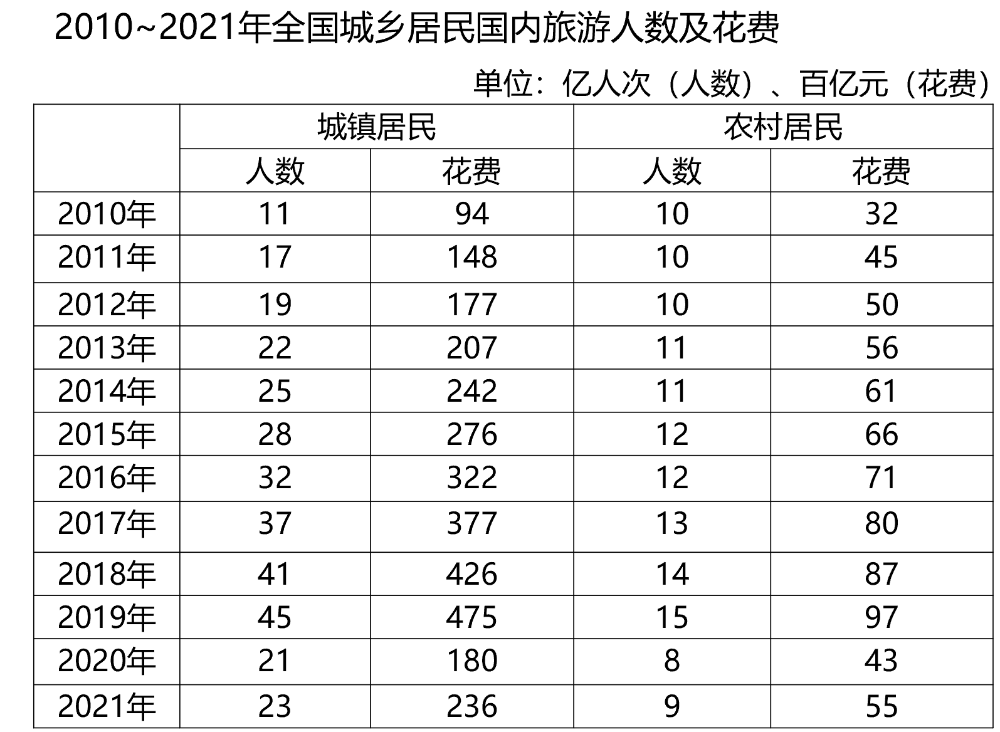 2010~2021年全国城乡居民国内旅游人数及花费
单位：亿人次（人数）、百亿元（花费）
城镇居民 农村居民
人数 花费 人数 花费
2010年 11 94 10 32
2011年 17 148 10 45
2012年 19 177 10 50
2013年 22 207 11 56
2014年 25 242 11 61
2015年 28 276 12 66
2016年 32 322 12 71
2017年 37 377 13 80
2018年 41 426 14 87
2019年 45 475 15 97
2020年 21 180 8 43
2021年 23 236 9 55